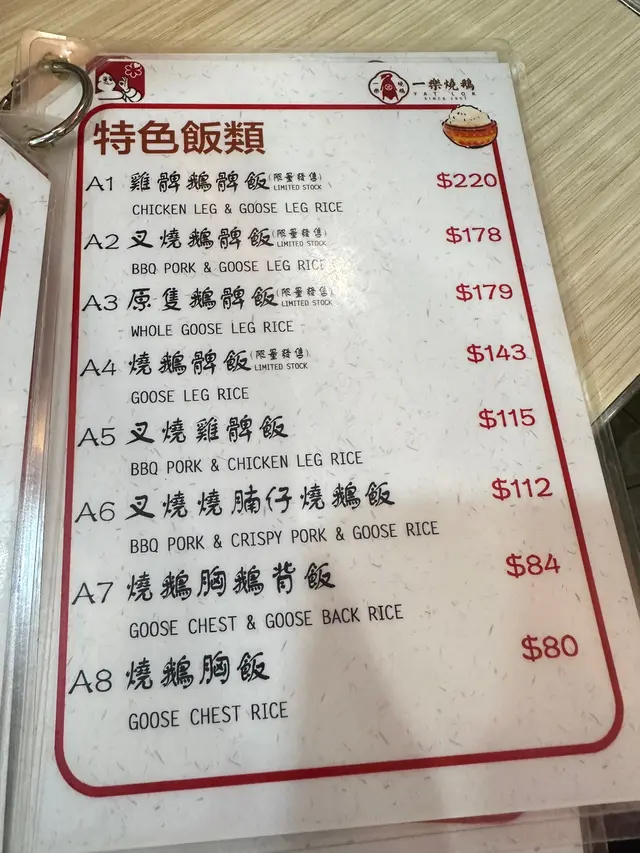 一樂燒鵝
YAT LOK
SINCE 1957
特色飯類
A1 雞髀鵝髀飯(限量發售) LIMITED STOCK $220
CHICKEN LEG & GOOSE LEG RICE
A2 叉燒鵝髀飯(限量發售) LIMITED STOCK $178
BBQ PORK & GOOSE LEG RICE
A3 原隻鵝髀飯(限量發售) LIMITED STOCK $179
WHOLE GOOSE LEG RICE
A4 燒鵝髀飯(限量發售) LIMITED STOCK $143
GOOSE LEG RICE
A5 叉燒雞髀飯 $115
BBQ PORK & CHICKEN LEG RICE
A6 叉燒燒腩仔燒鵝飯 $112
BBQ PORK & CRISPY PORK & GOOSE RICE
A7 燒鵝胸鵝背飯 $84
GOOSE CHEST & GOOSE BACK RICE
A8 燒鵝胸飯 $80
GOOSE CHEST RICE